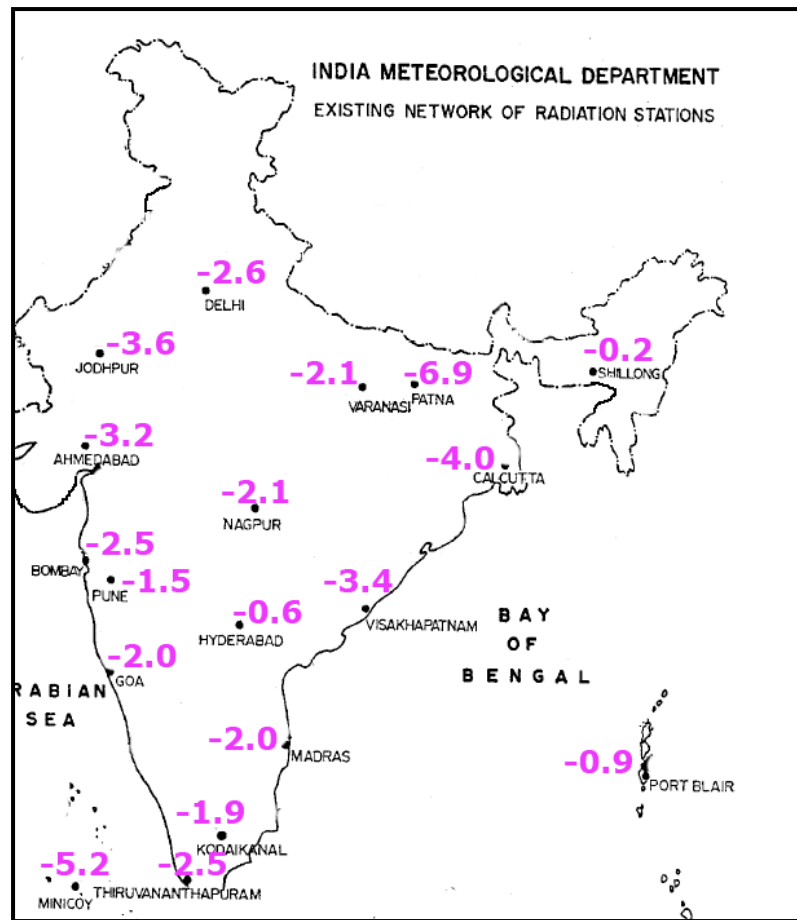 INDIA METEOROLOGICAL DEPARTMENT
EXISTING NETWORK OF RADIATION STATIONS
-2.6
DELHI
-3.6
JODHPUR
-0.2
SHILLONG
-2.1
VARANASI
-6.9
PATNA
-3.2
AHMEDABAD
-4.0
CALCUTTA
-2.1
NAGPUR
-2.5
BOMBAY
-1.5
PUNE
-3.4
VISAKHAPATNAM
-0.6
HYDERABAD
BAY
OF
BENGAL
-2.0
GOA
RABIAN
SEA
-2.0
MADRAS
-0.9
PORT BLAIR
-1.9
KODAIKANAL
-5.2
MINICOY
-2.5
THIRUVANANTHAPURAM